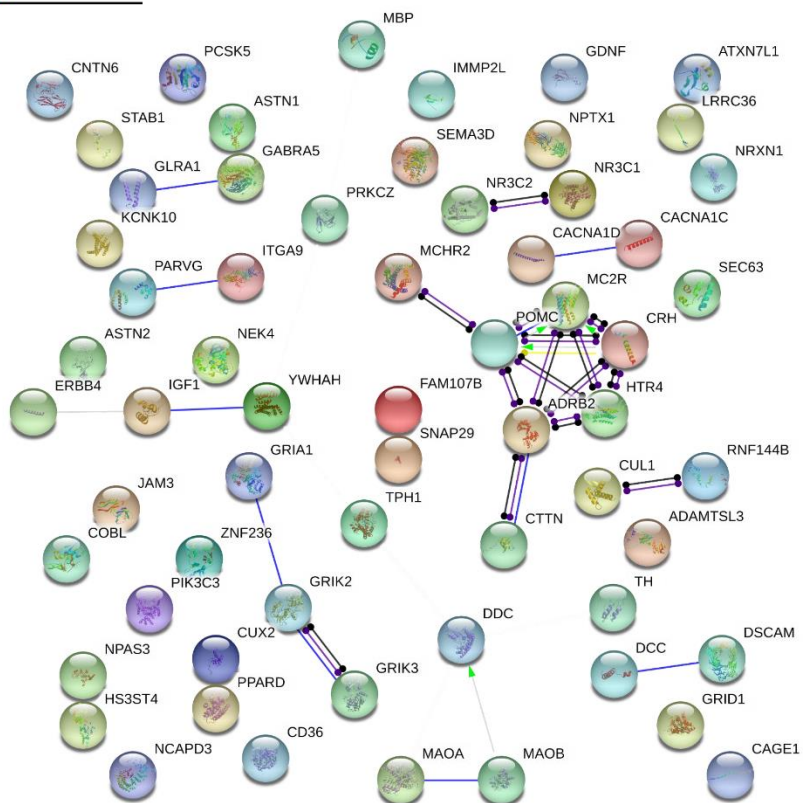 MBP
PCSK5
GDNF
ATXN7L1
CNTN6
IMMP2L
STAB1
ASTN1
LRRC36
SEMA3D
NPTX1
GLRA1
GABRA5
NRXN1
PRKCZ
NR3C2
NR3C1
KCNK10
CACNA1D
CACNA1C
ITGA9
MCHR2
PARVG
MC2R
SEC63
POMC
CRH
ASTN2
NEK4
ERBB4
IGF1
YWHAH
FAM107B
HTR4
ADRB2
SNAP29
GRIA1
RNF144B
CUL1
JAM3
TPH1
COBL
ZNF236
CTTN
ADAMTSL3
PIK3C3
GRIK2
TH
DDC
NPAS3
CUX2
DCC
DSCAM
GRIK3
HS3ST4
PPARD
GRID1
CD36
NCAPD3
MAOA
MAOB
CAGE1